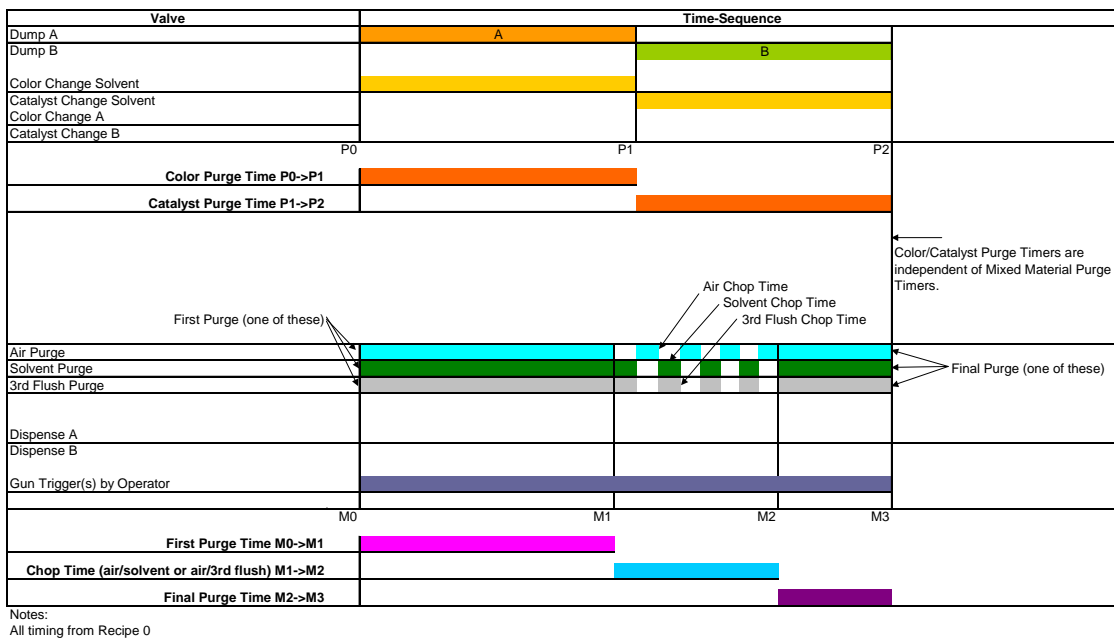 Valve Time-Sequence
Dump A A
Dump B B
Color Change Solvent
Catalyst Change Solvent
Color Change A
Catalyst Change B
P0 P1 P2
Color Purge Time P0->P1
Catalyst Purge Time P1->P2
Color/Catalyst Purge Timers are
independent of Mixed Material Purge
Timers.
Air Chop Time
Solvent Chop Time
3rd Flush Chop Time
First Purge (one of these)
Air Purge
Solvent Purge
3rd Flush Purge
Final Purge (one of these)
Dispense A
Dispense B
Gun Trigger(s) by Operator
M0 M1 M2 M3
First Purge Time M0->M1
Chop Time (air/solvent or air/3rd flush) M1->M2
Final Purge Time M2->M3
Notes:
All timing from Recipe 0